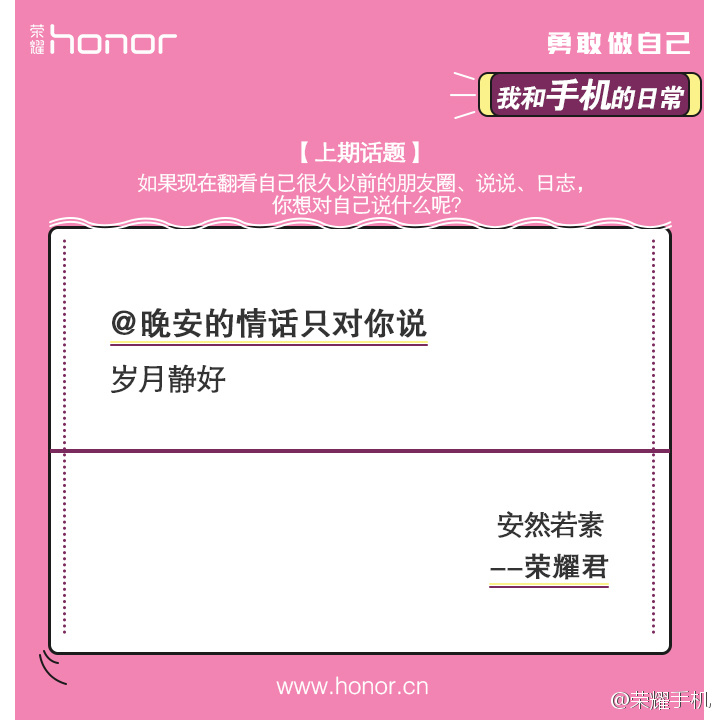 荣耀 honor
勇敢做自己
我和手机的日常
【上期话题】
如果现在翻看自己很久以前的朋友圈、说说、日志，
你想对自己说什么呢？
@晚安的情话只对你说
岁月静好
安然若素
--荣耀君
www.honor.cn
@荣耀手机